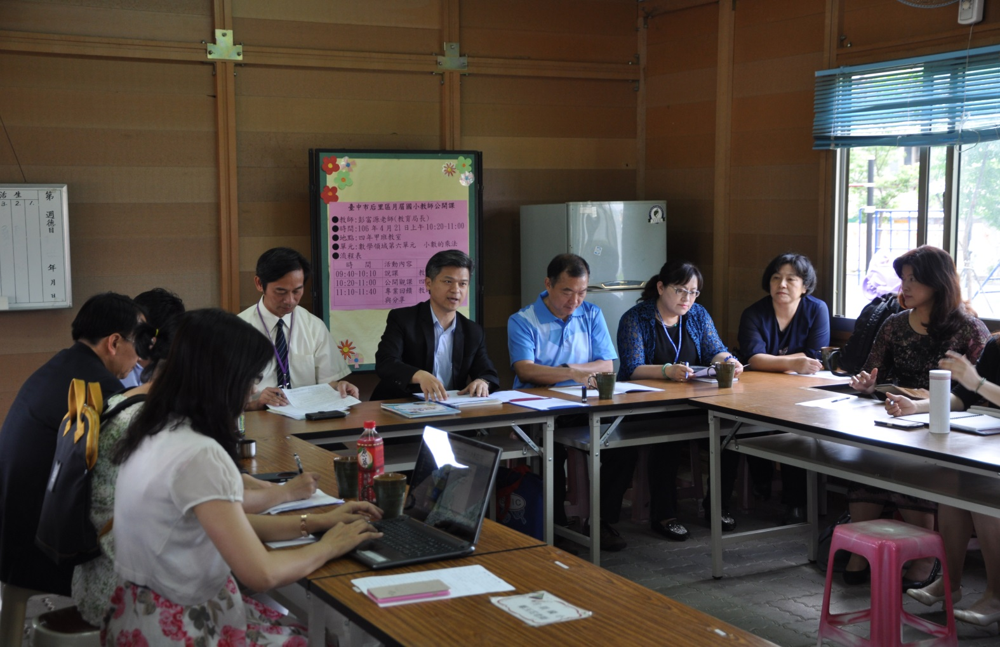 生活
第 週德目 年 月 日
1. 2. 3.
臺中市后里區月眉國小教師公開課
●教師:彭富源老師(教育局長)
●時間:106年4月21日上午10:20~11:00
●地點:四年甲班教室
●單元:數學領域第六單元 小數的乘法
●流程表
時 間 活動內容
09:40~10:10 說課 教
10:20~11:00 公開觀課 四
11:10~11:40 專業回饋 教
與分享